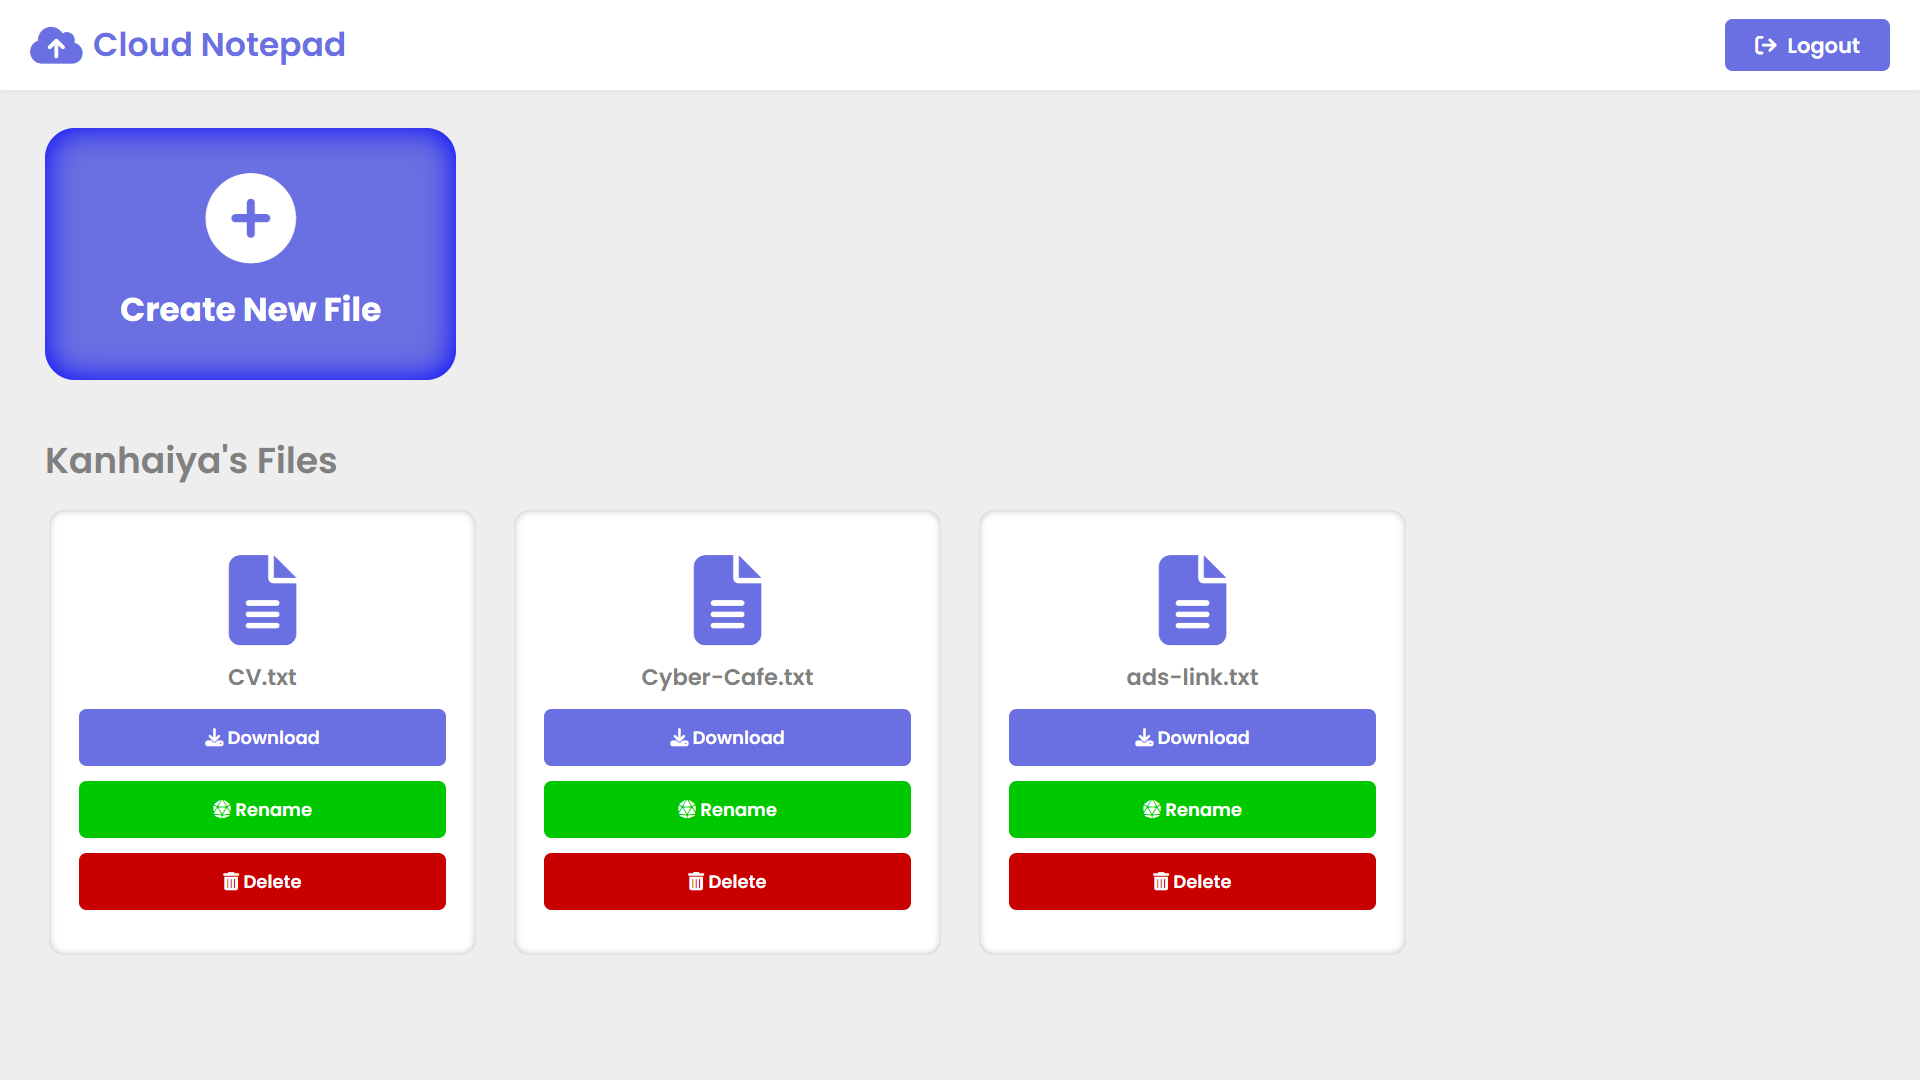 Cloud Notepad
Logout
Create New File
Kanhaiya's Files
CV.txt
Download
Rename
Delete
Cyber-Cafe.txt
Download
Rename
Delete
ads-link.txt
Download
Rename
Delete